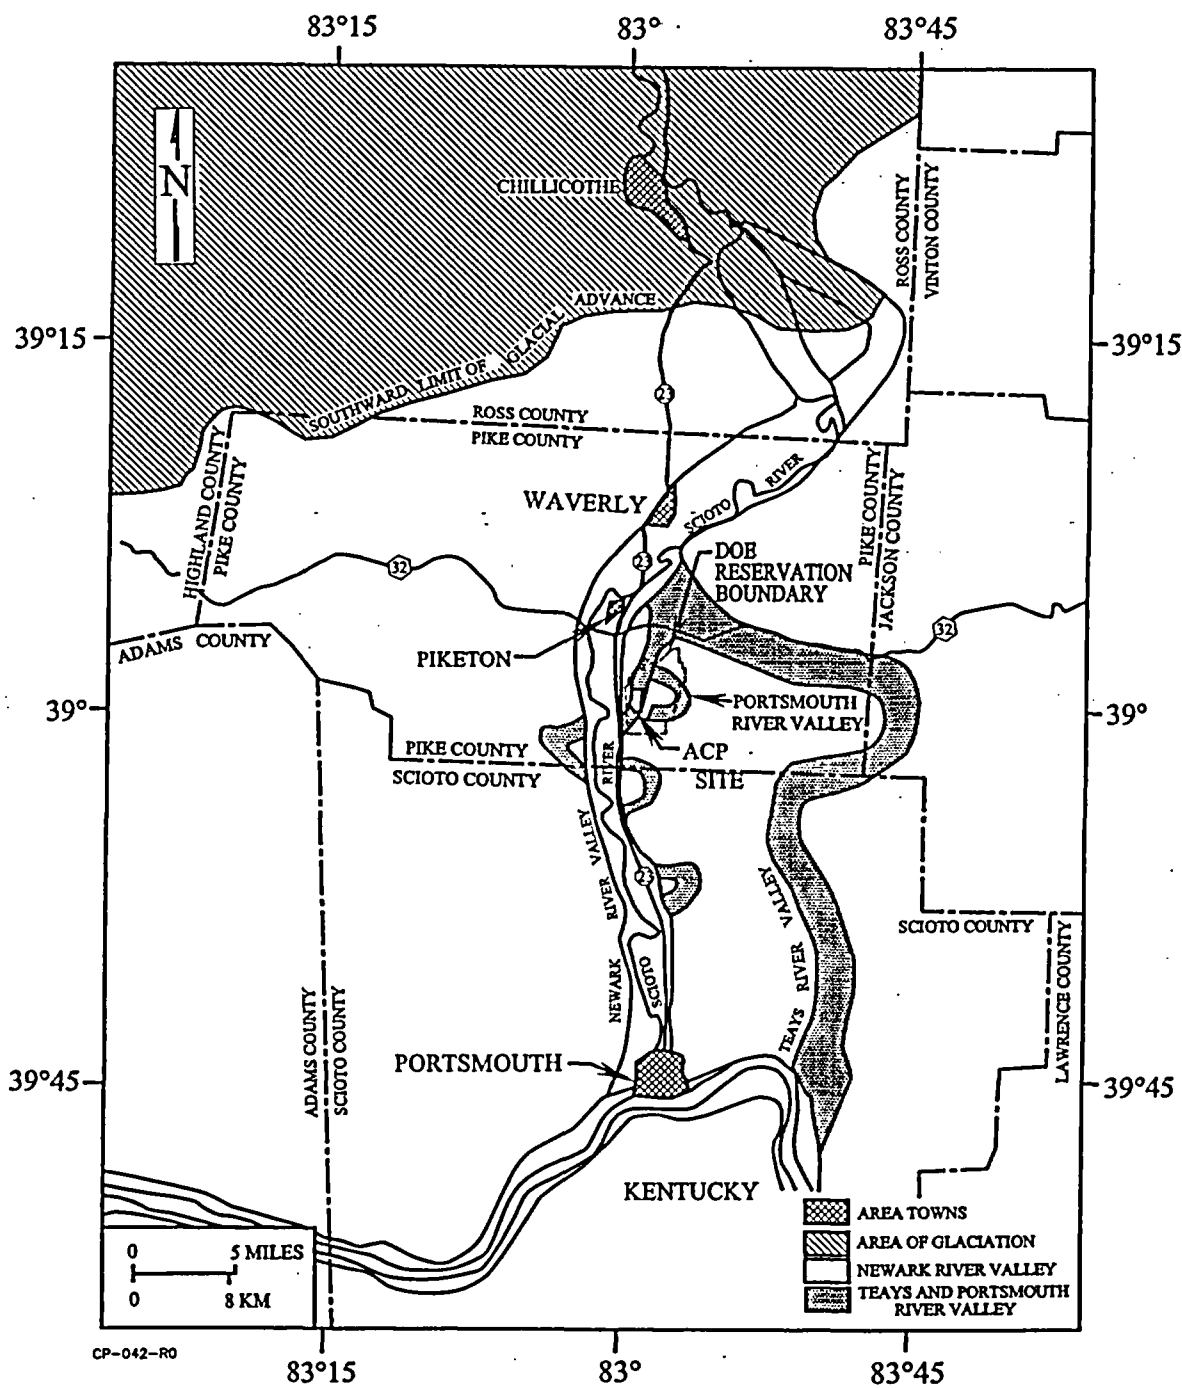 83°15
83°
83°45
N
CHILLICOTHE
ROSS COUNTY
VINTON COUNTY
ADVANCE
SOUTHWARD LIMIT OF GLACIAL
39°15
39°15
23
ROSS COUNTY
PIKE COUNTY
HIGHLAND COUNTY
PIKE COUNTY
WAVERLY
SCIOTO RIVER
PIKE COUNTY
JACKSON COUNTY
23
32
DOE
RESERVATION
BOUNDARY
32
ADAMS COUNTY
PIKETON
39°
PORTSMOUTH
RIVER VALLEY
39°
PIKE COUNTY
SCIOTO COUNTY
RIVER
ACP
SITE
NEWARK RIVER VALLEY
23
SCIOTO
TEAYS RIVER VALLEY
SCIOTO COUNTY
LAWRENCE COUNTY
ADAMS COUNTY
SCIOTO COUNTY
PORTSMOUTH
39°45
39°45
KENTUCKY
AREA TOWNS
AREA OF GLACIATION
NEWARK RIVER VALLEY
TEAYS AND PORTSMOUTH
RIVER VALLEY
0 5 MILES
0 8 KM
CP-042-R0
83°15
83°
83°45